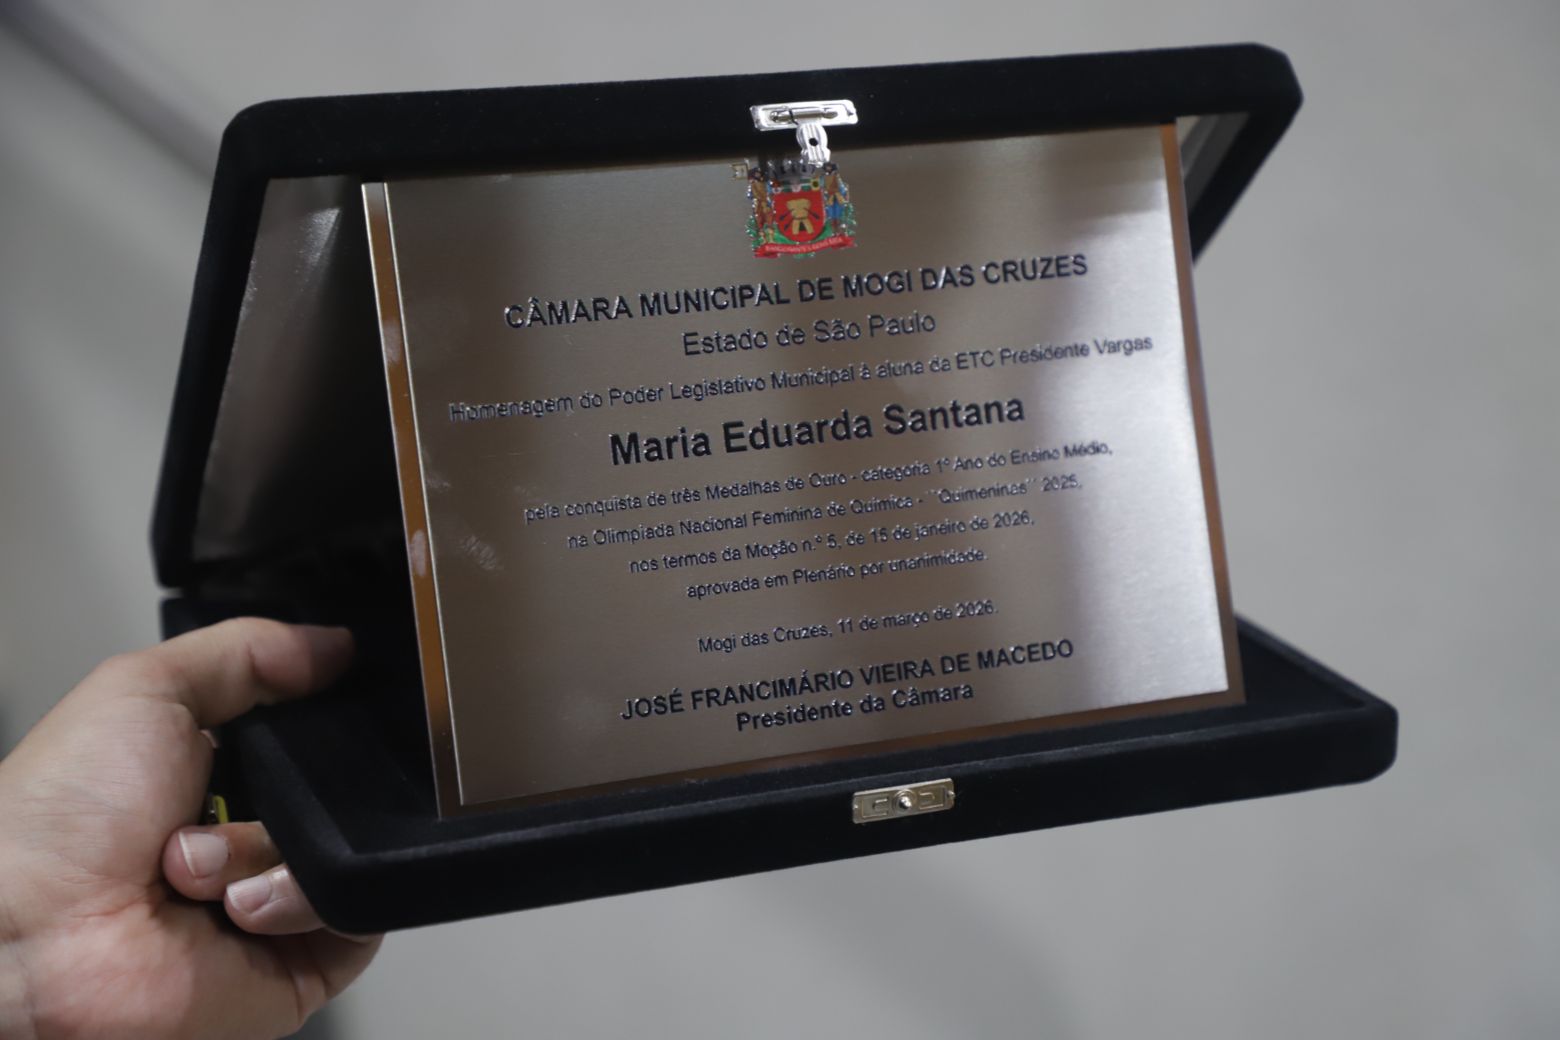 CÂMARA MUNICIPAL DE MOGI DAS CRUZES
Estado de São Paulo
Homenagem do Poder Legislativo Municipal à aluna da ETC Presidente Vargas
Maria Eduarda Santana
pela conquista de três Medalhas de Ouro - categoria 1º Ano do Ensino Médio,
na Olimpíada Nacional Feminina de Química - ``Quimeninas´´ 2025,
nos termos da Moção n.º 5, de 15 de janeiro de 2026,
aprovada em Plenário por unanimidade.
Mogi das Cruzes, 11 de março de 2026.
JOSÉ FRANCIMÁRIO VIEIRA DE MACEDO
Presidente da Câmara